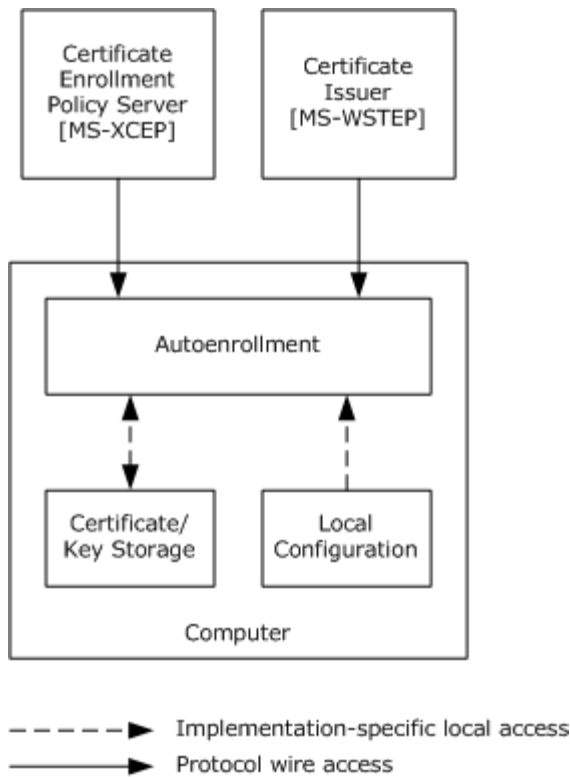 Certificate
Enrollment
Policy Server
[MS-XCEP]
Certificate
Issuer
[MS-WSTEP]
Autoenrollment
Certificate/
Key Storage
Local
Configuration
Computer
Implementation-specific local access
Protocol wire access